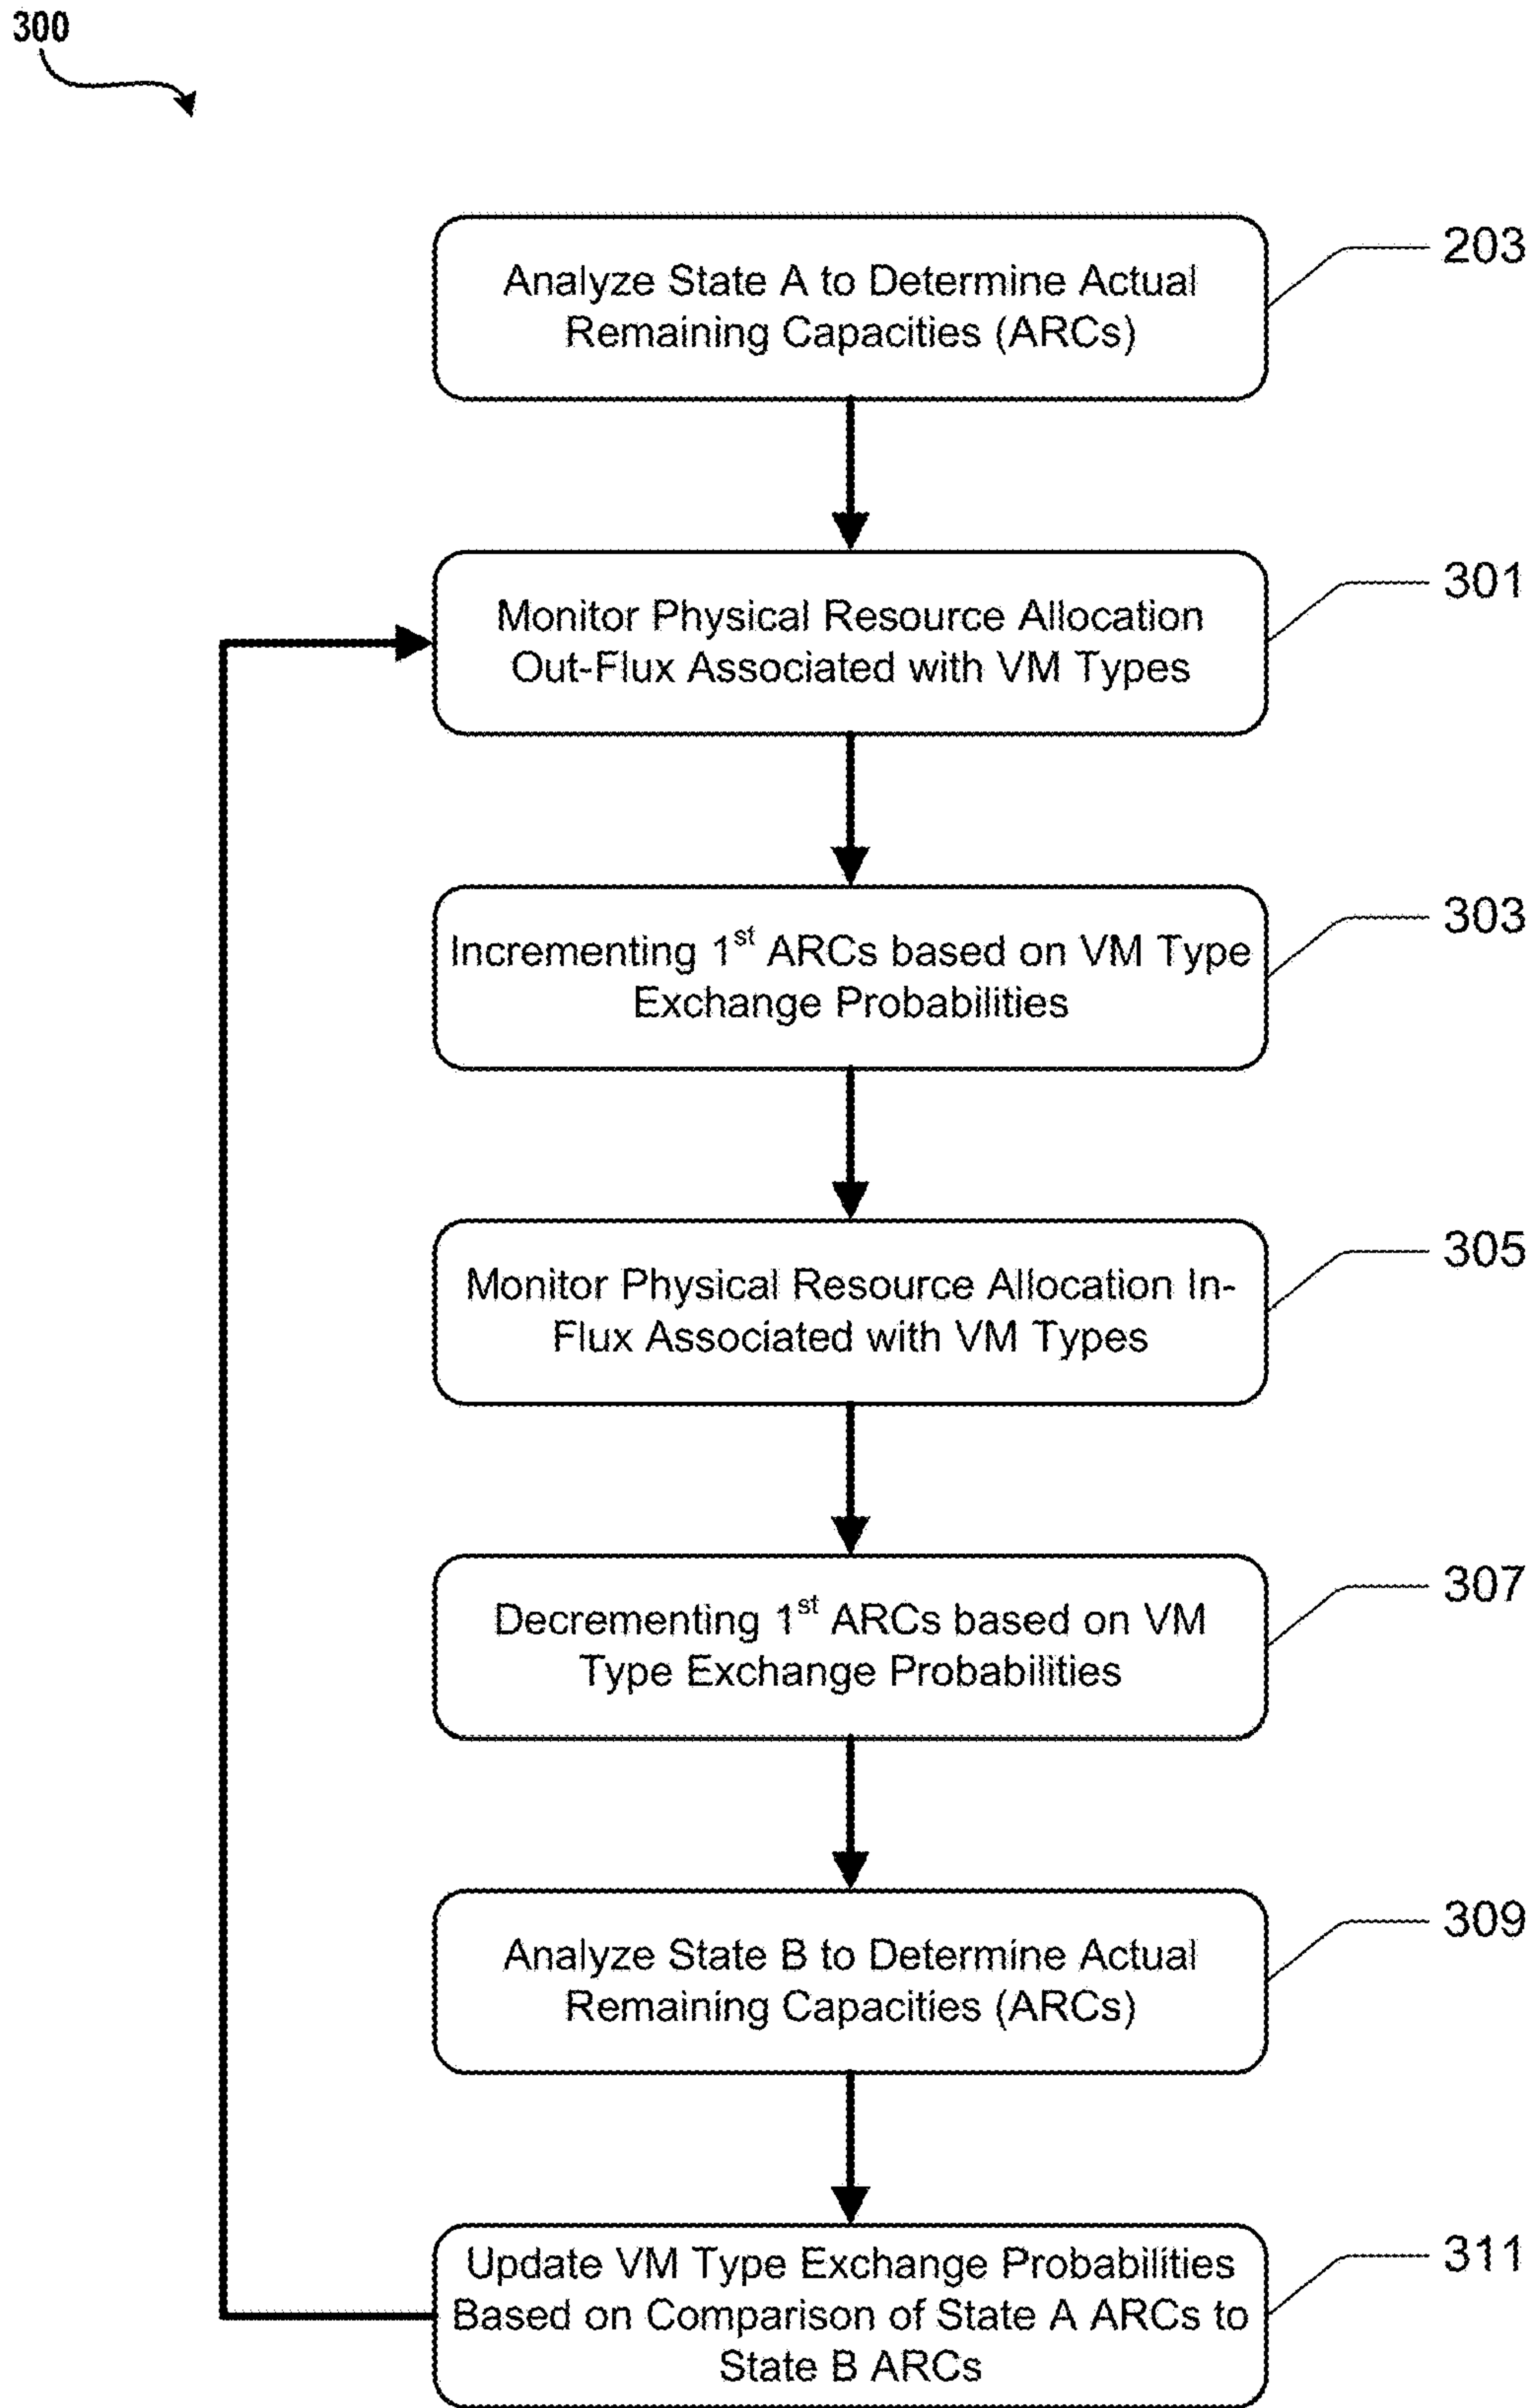 300
Analyze State A to Determine Actual
Remaining Capacities (ARCs)
203
Monitor Physical Resource Allocation
Out-Flux Associated with VM Types
301
Incrementing 1st ARCs based on VM Type
Exchange Probabilities
303
Monitor Physical Resource Allocation In-
Flux Associated with VM Types
305
Decrementing 1st ARCs based on VM
Type Exchange Probabilities
307
Analyze State B to Determine Actual
Remaining Capacities (ARCs)
309
Update VM Type Exchange Probabilities
Based on Comparison of State A ARCs to
State B ARCs
311